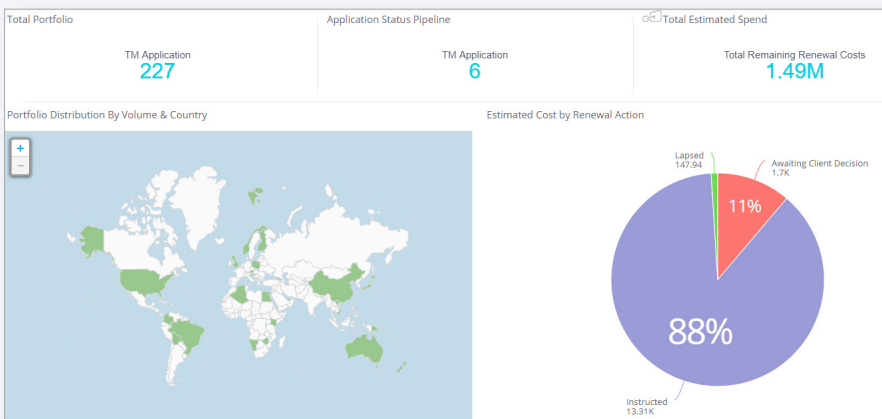 Total Portfolio
Application Status Pipeline
Total Estimated Spend
TM Application
227
TM Application
6
Total Remaining Renewal Costs
1.49M
Portfolio Distribution By Volume & Country
Estimated Cost by Renewal Action
+
−
Lapsed
147.94
Awaiting Client Decision
1.7K
11%
88%
Instructed
13.31K